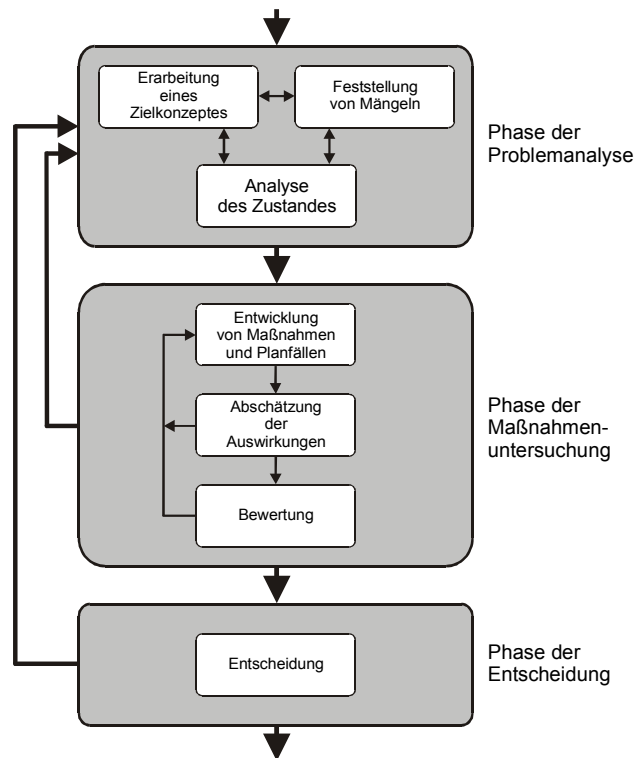 Erarbeitung
eines
Zielkonzeptes
Feststellung
von Mängeln
Analyse
des Zustandes
Phase der
Problemanalyse
Entwicklung
von Maßnahmen
und Planfällen
Abschätzung
der
Auswirkungen
Bewertung
Phase der
Maßnahmen-
untersuchung
Entscheidung
Phase der
Entscheidung